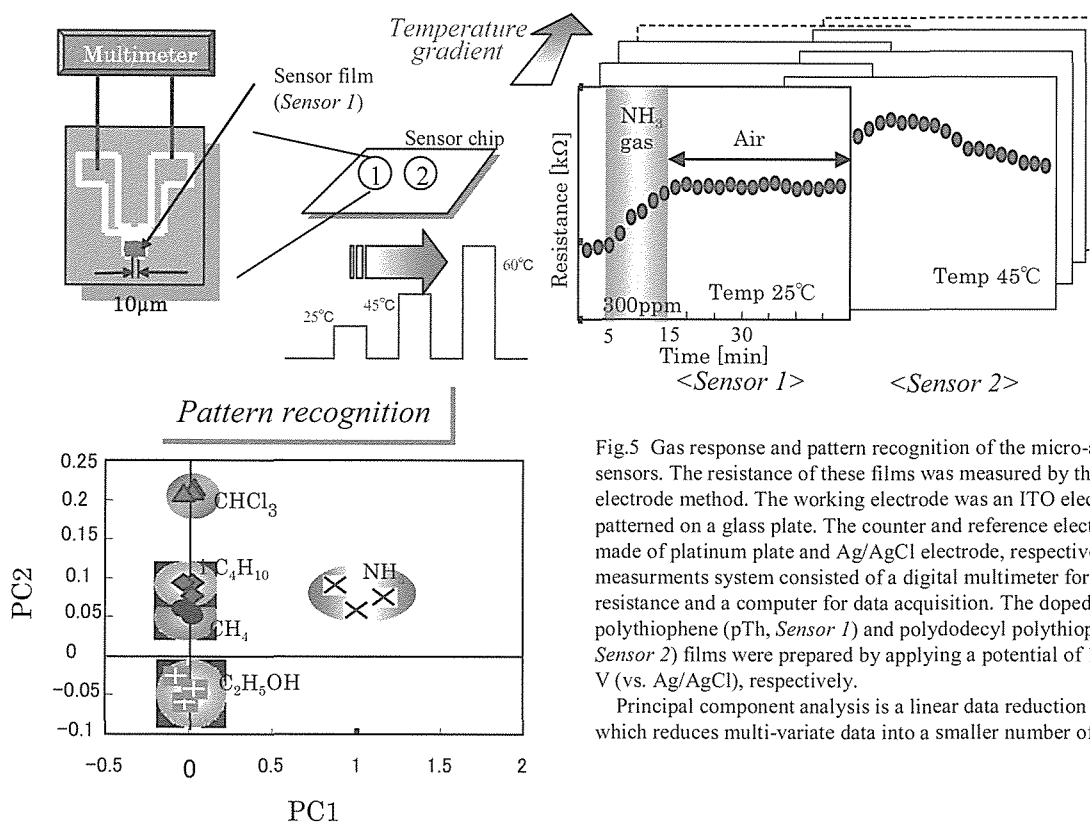 Multimeter
Sensor film
(Sensor 1)
Temperature
gradient
Sensor chip
1 2
10μm
25℃
45℃
60℃
Resistance [kΩ]
NH3
gas
Air
300ppm
Temp 25℃
Temp 45℃
5 15 30
Time [min]
<Sensor 1> <Sensor 2>
Pattern recognition
PC2
0.25
0.2
0.15
0.1
0.05
0
-0.05
-0.1
CHCl3
C4H10
CH4
C2H5OH
NH
-0.5 0 0.5 1 1.5 2
PC1
Fig.5 Gas response and pattern recognition of the micro-a
sensors. The resistance of these films was measured by th
electrode method. The working electrode was an ITO elec
patterned on a glass plate. The counter and reference elect
made of platinum plate and Ag/AgCl electrode, respective
measurments system consisted of a digital multimeter for
resistance and a computer for data acquisition. The doped
polythiophene (pTh, Sensor 1) and polydodecyl polythiop
Sensor 2) films were prepared by applying a potential of
V (vs. Ag/AgCl), respectively.
Principal component analysis is a linear data reduction
which reduces multi-variate data into a smaller number of